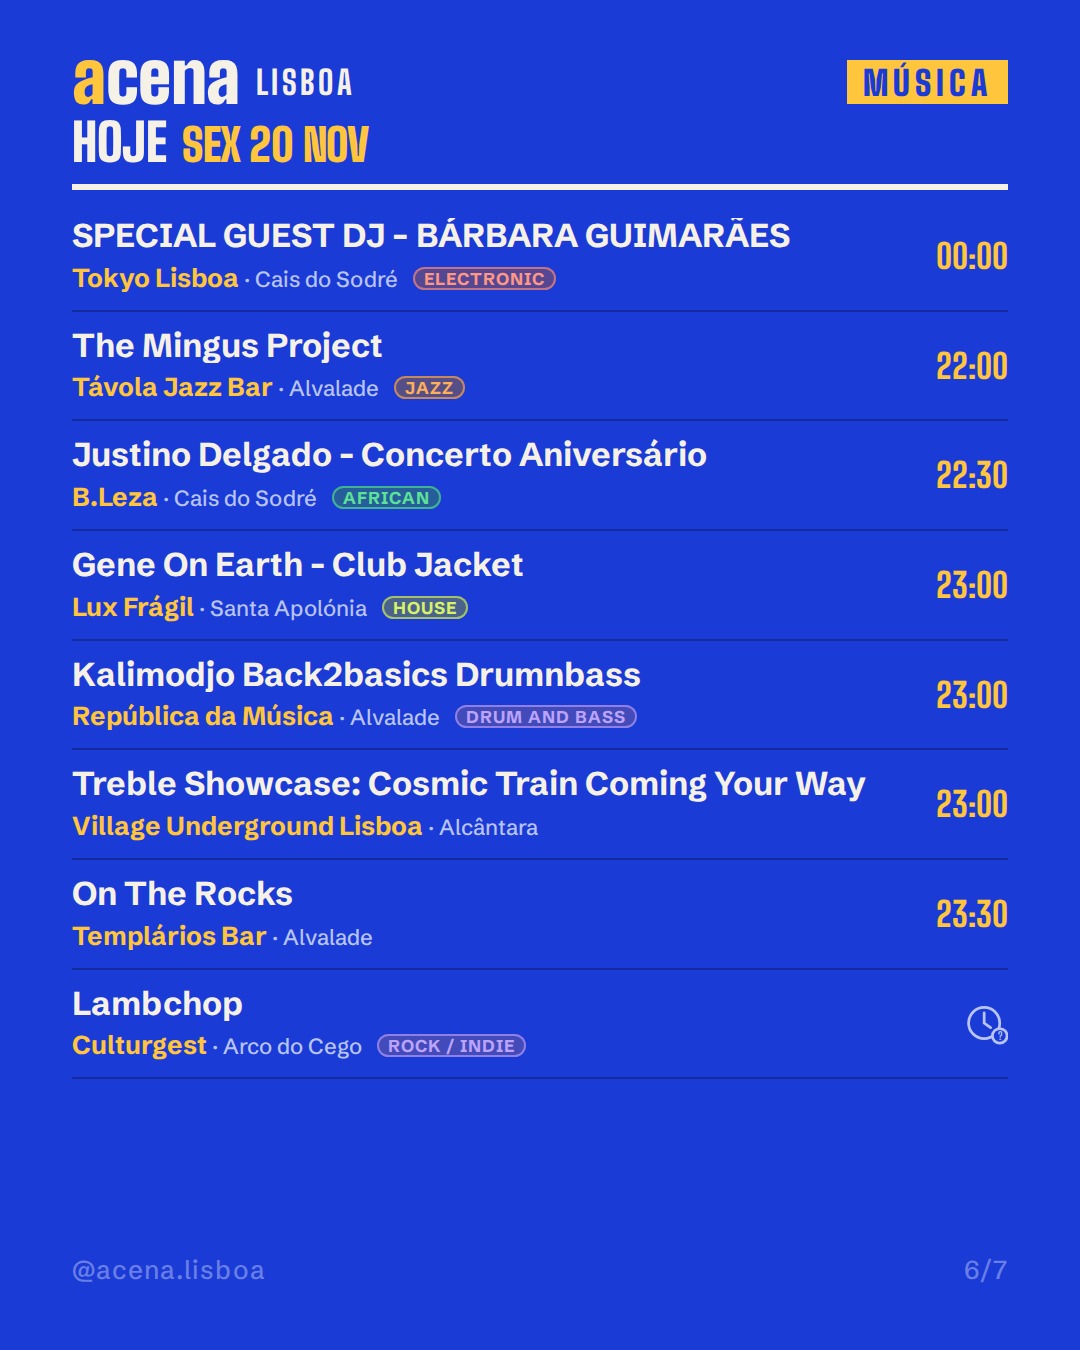 acena LISBOA
MÚSICA
HOJE SEX 20 NOV
SPECIAL GUEST DJ - BÁRBARA GUIMARÃES
00:00
Tokyo Lisboa · Cais do Sodré ELECTRONIC
The Mingus Project
22:00
Távola Jazz Bar · Alvalade JAZZ
Justino Delgado - Concerto Aniversário
22:30
B.Leza · Cais do Sodré AFRICAN
Gene On Earth - Club Jacket
23:00
Lux Frágil · Santa Apolónia HOUSE
Kalimodjo Back2basics Drumnbass
23:00
República da Música · Alvalade DRUM AND BASS
Treble Showcase: Cosmic Train Coming Your Way
23:00
Village Underground Lisboa · Alcântara
On The Rocks
23:30
Templários Bar · Alvalade
Lambchop
?
Culturgest · Arco do Cego ROCK / INDIE
@acena.lisboa
6/7